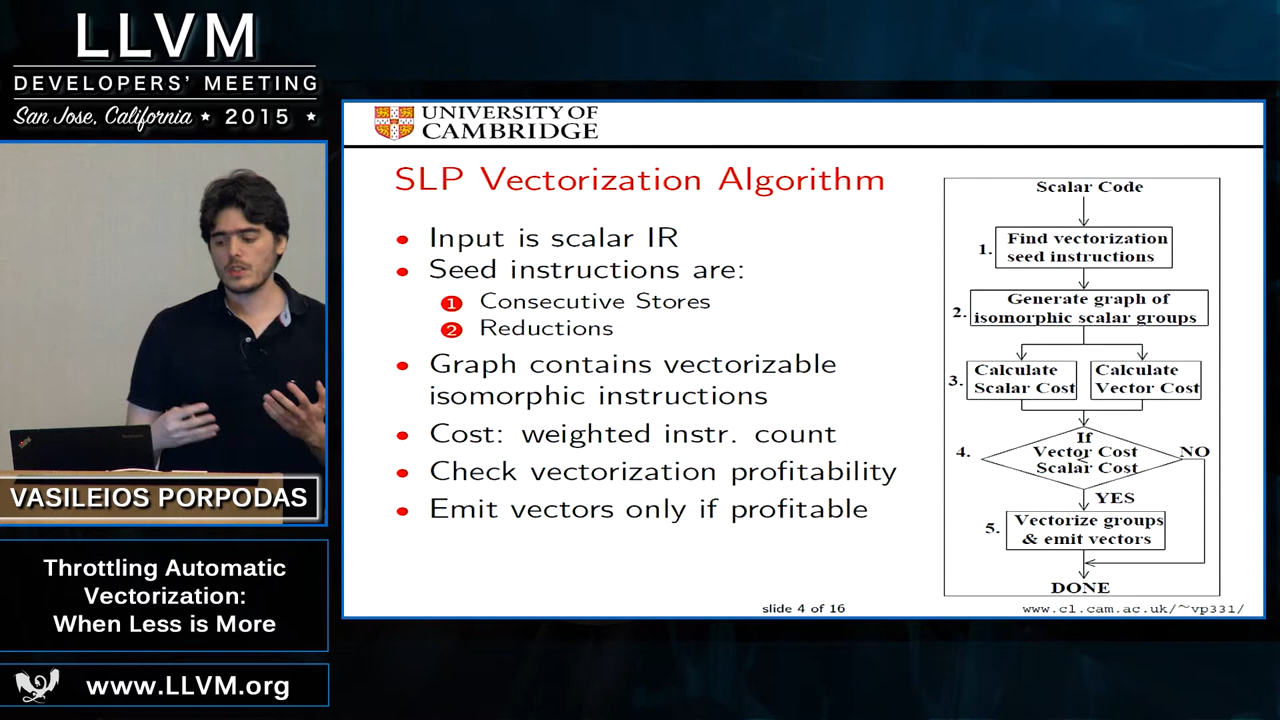 LLVM
DEVELOPERS' MEETING
San Jose, California ★ 2015 ★
UNIVERSITY OF
CAMBRIDGE
SLP Vectorization Algorithm
• Input is scalar IR
• Seed instructions are:
1 Consecutive Stores
2 Reductions
• Graph contains vectorizable
isomorphic instructions
• Cost: weighted instr. count
• Check vectorization profitability
• Emit vectors only if profitable
Scalar Code
1. Find vectorization
seed instructions
2. Generate graph of
isomorphic scalar groups
3. Calculate
Scalar Cost
Calculate
Vector Cost
4. If
Vector Cost
<
Scalar Cost
NO
YES
5. Vectorize groups
& emit vectors
DONE
slide 4 of 16
www.cl.cam.ac.uk/~vp331/
VASILEIOS PORPODAS
Throttling Automatic
Vectorization:
When Less is More
www.LLVM.org